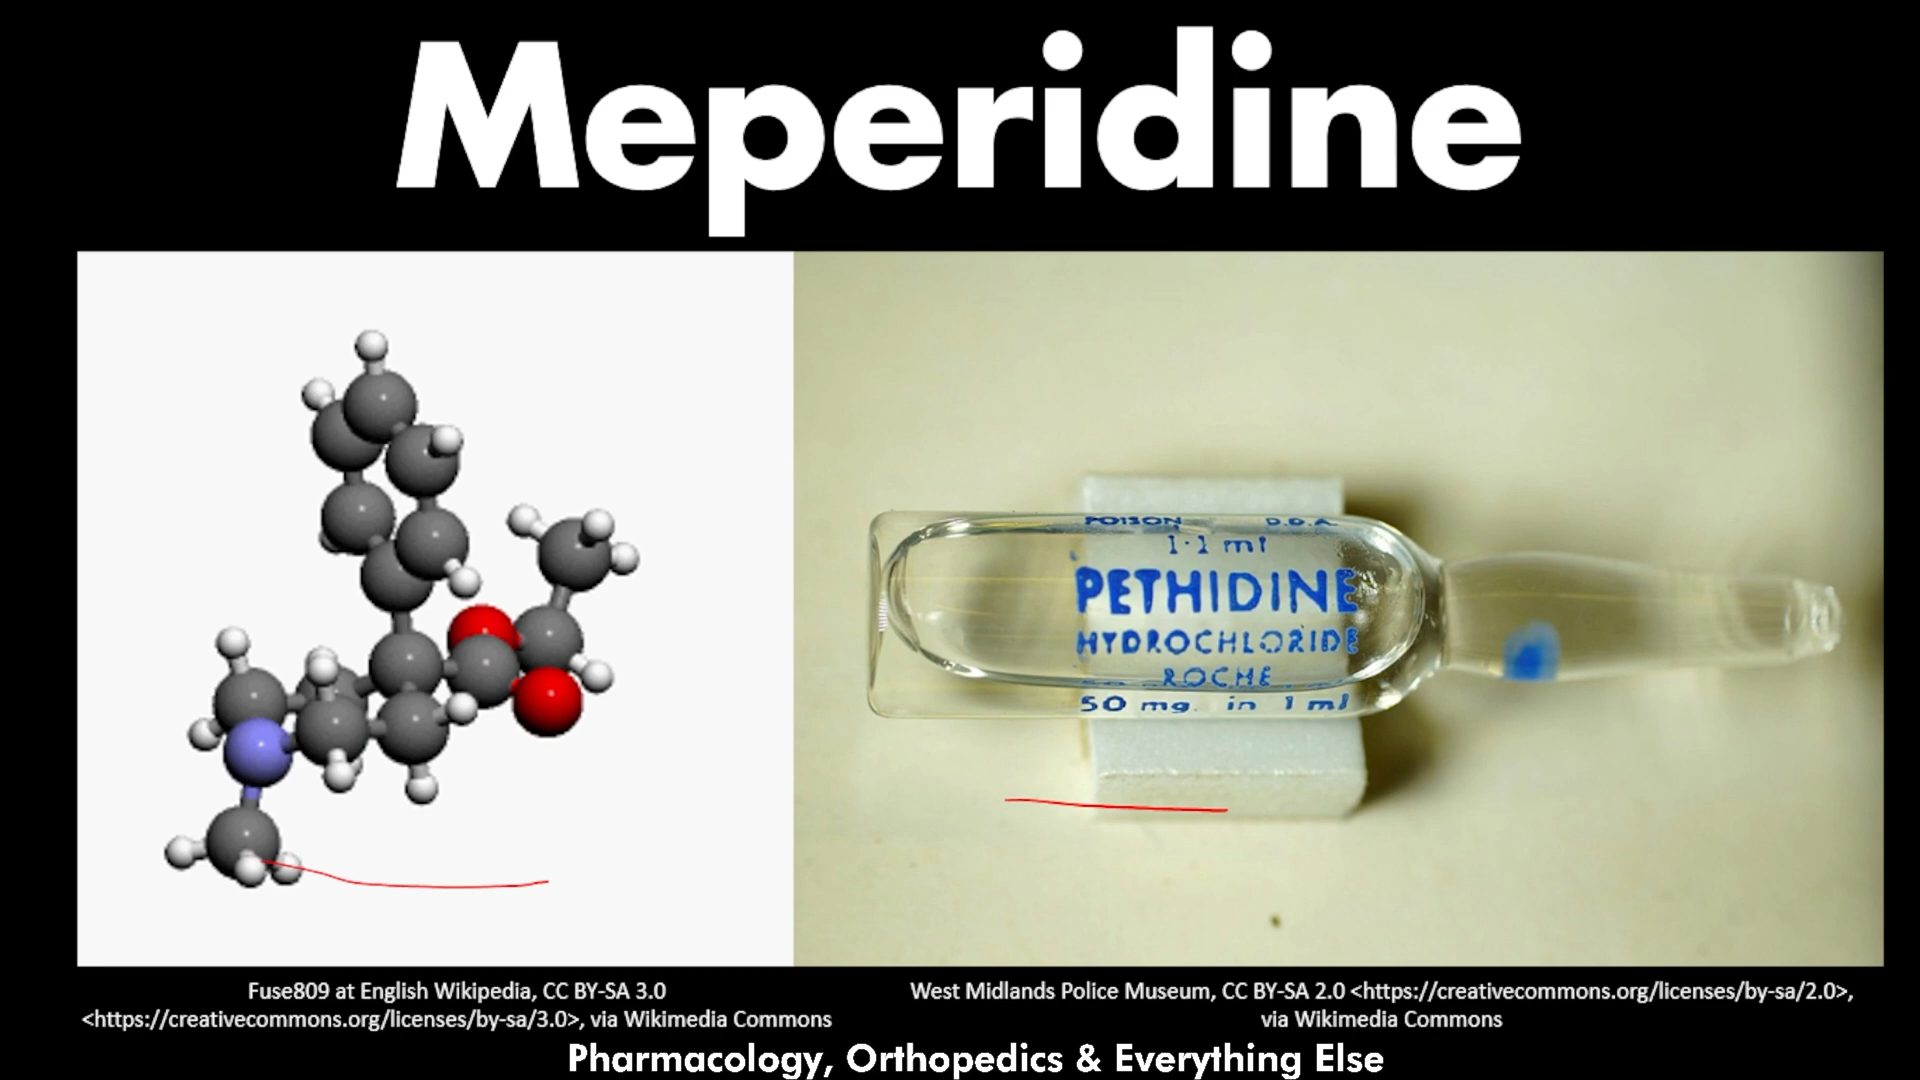 Meperidine
POISON D.D.A.
1·1 ml
PETHIDINE
HYDROCHLORIDE
ROCHE
50 mg. in 1 ml
Fuse809 at English Wikipedia, CC BY-SA 3.0
<https://creativecommons.org/licenses/by-sa/3.0>, via Wikimedia Commons
West Midlands Police Museum, CC BY-SA 2.0 <https://creativecommons.org/licenses/by-sa/2.0>,
via Wikimedia Commons
Pharmacology, Orthopedics & Everything Else